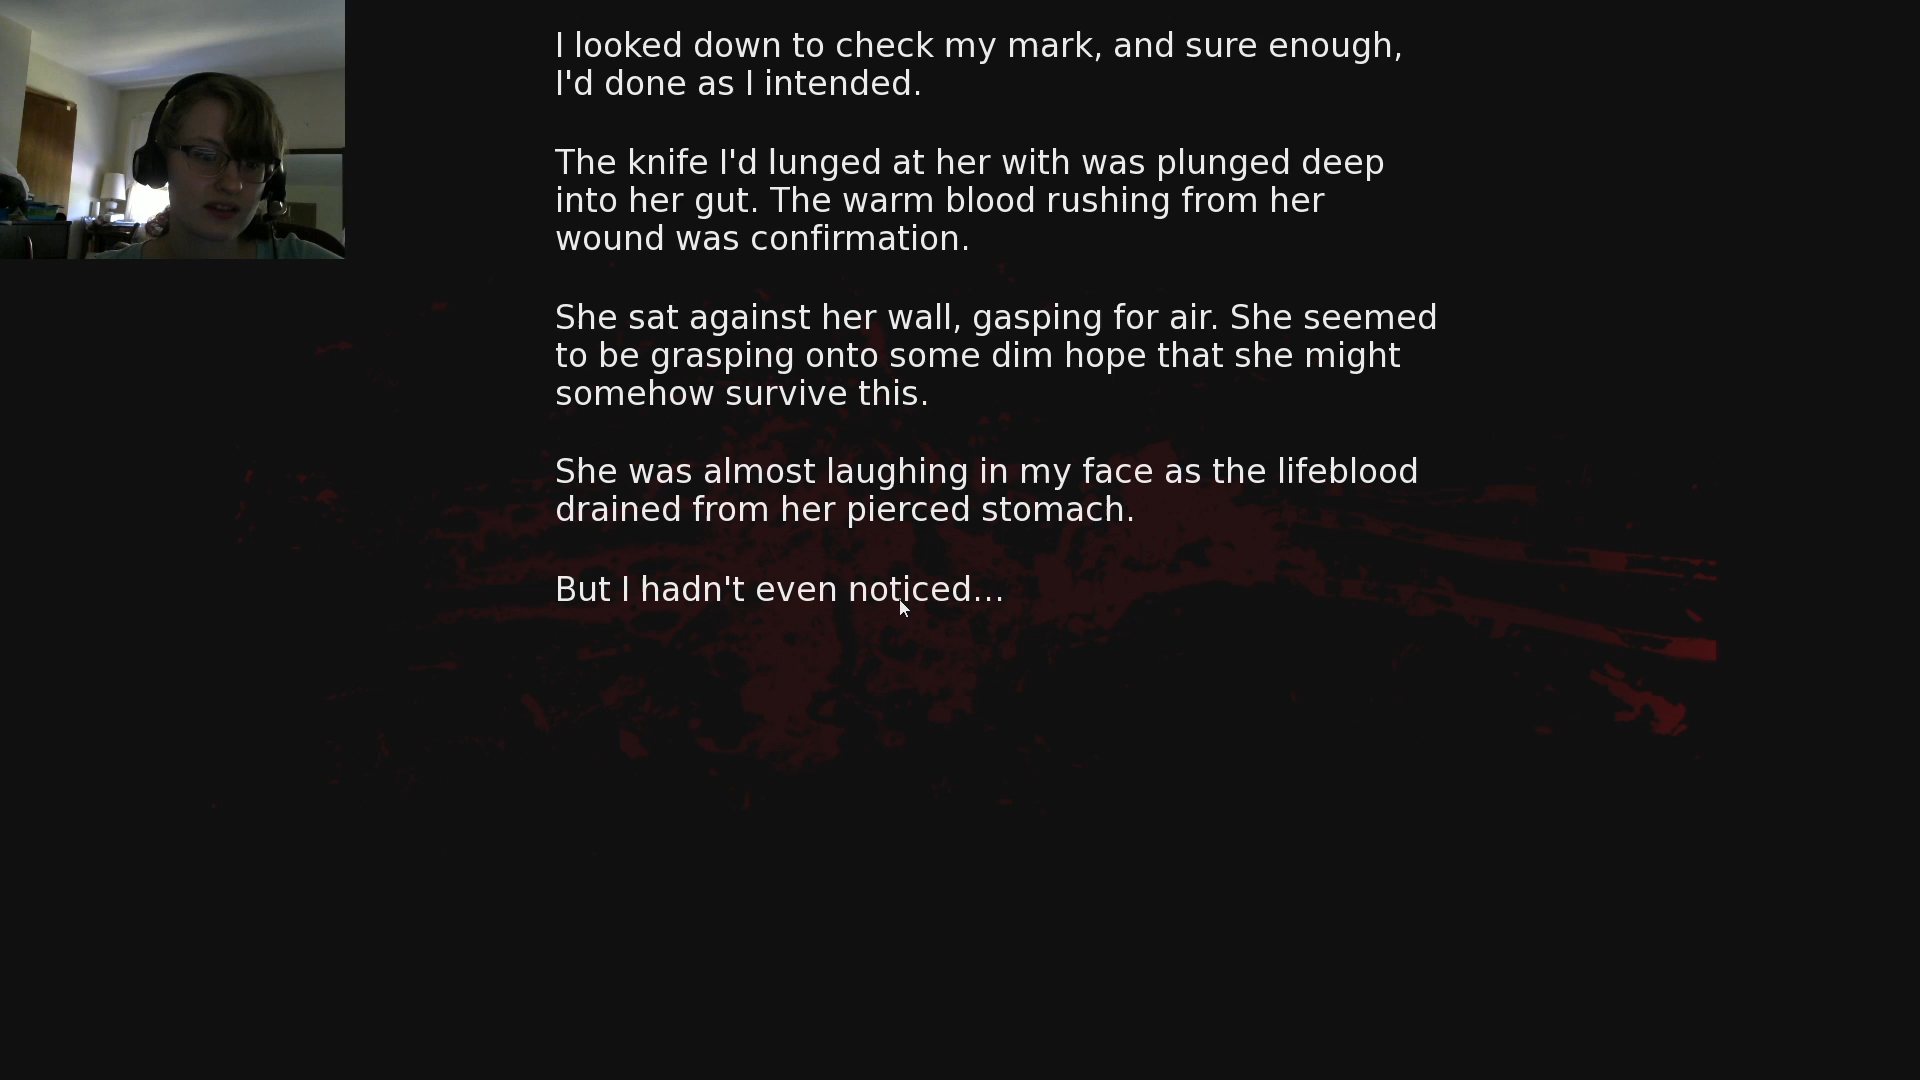 I looked down to check my mark, and sure enough,
I'd done as I intended.
The knife I'd lunged at her with was plunged deep
into her gut. The warm blood rushing from her
wound was confirmation.
She sat against her wall, gasping for air. She seemed
to be grasping onto some dim hope that she might
somehow survive this.
She was almost laughing in my face as the lifeblood
drained from her pierced stomach.
But I hadn't even noticed...